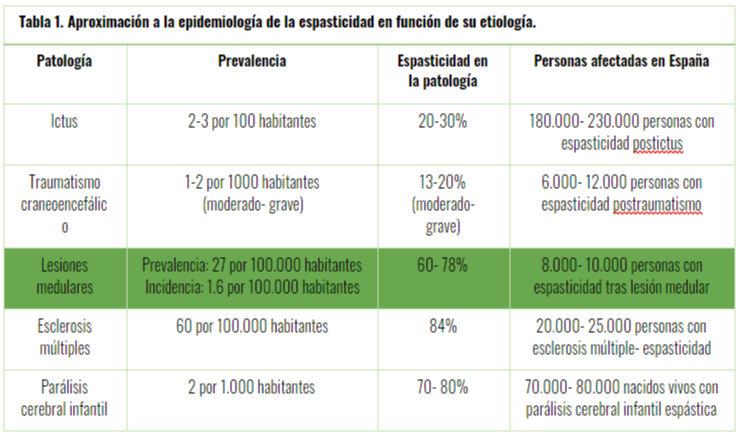 Tabla 1. Aproximación a la epidemiología de la espasticidad en función de su etiología.
Patología
Prevalencia
Espasticidad en
la patología
Personas afectadas en España
Ictus
2-3 por 100 habitantes
20-30%
180.000- 230.000 personas con
espasticidad postictus
Traumatismo
craneoencefálic
o
1-2 por 1000 habitantes
(moderado- grave)
13-20%
(moderado-
grave)
6.000- 12.000 personas con
espasticidad postraumatismo
Lesiones
medulares
Prevalencia: 27 por 100.000 habitantes
Incidencia: 1.6 por 100.000 habitantes
60- 78%
8.000- 10.000 personas con
espasticidad tras lesión medular
Esclerosis
múltiples
60 por 100.000 habitantes
84%
20.000- 25.000 personas con
esclerosis múltiple- espasticidad
Parálisis
cerebral infantil
2 por 1.000 habitantes
70- 80%
70.000- 80.000 nacidos vivos con
parálisis cerebral infantil espástica